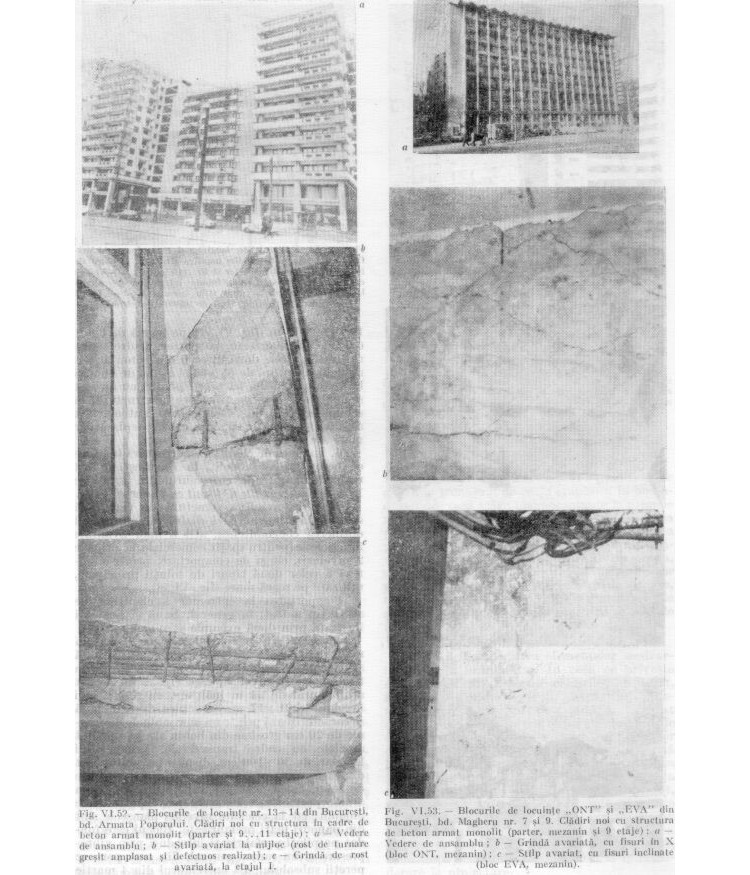 a
b
c
Fig. VI.52. — Blocurile de locuințe nr. 13—14 din București,
bd. Armata Poporului. Clădiri noi cu structura în cadre de
beton armat monolit (parter și 9...11 etaje): a — Vedere
de ansamblu; b — Stîlp avariat la mijloc (rost de turnare
greșit amplasat și defectuos realizat); c — Grindă de rost
avariată, la etajul 1.
a
b
c
Fig. VI.53. — Blocurile de locuințe „ONT" si „EVA" din
București, bd. Magheru nr. 7 și 9. Clădiri noi cu structura
de beton armat monolit (parter, mezanin și 9 etaje): a —
Vedere de ansamblu; b — Grindă avariată, cu fisuri în X
(bloc ONT, mezanin); c — Stîlp avariat, cu fisuri înclinate
(bloc EVA, mezanin).